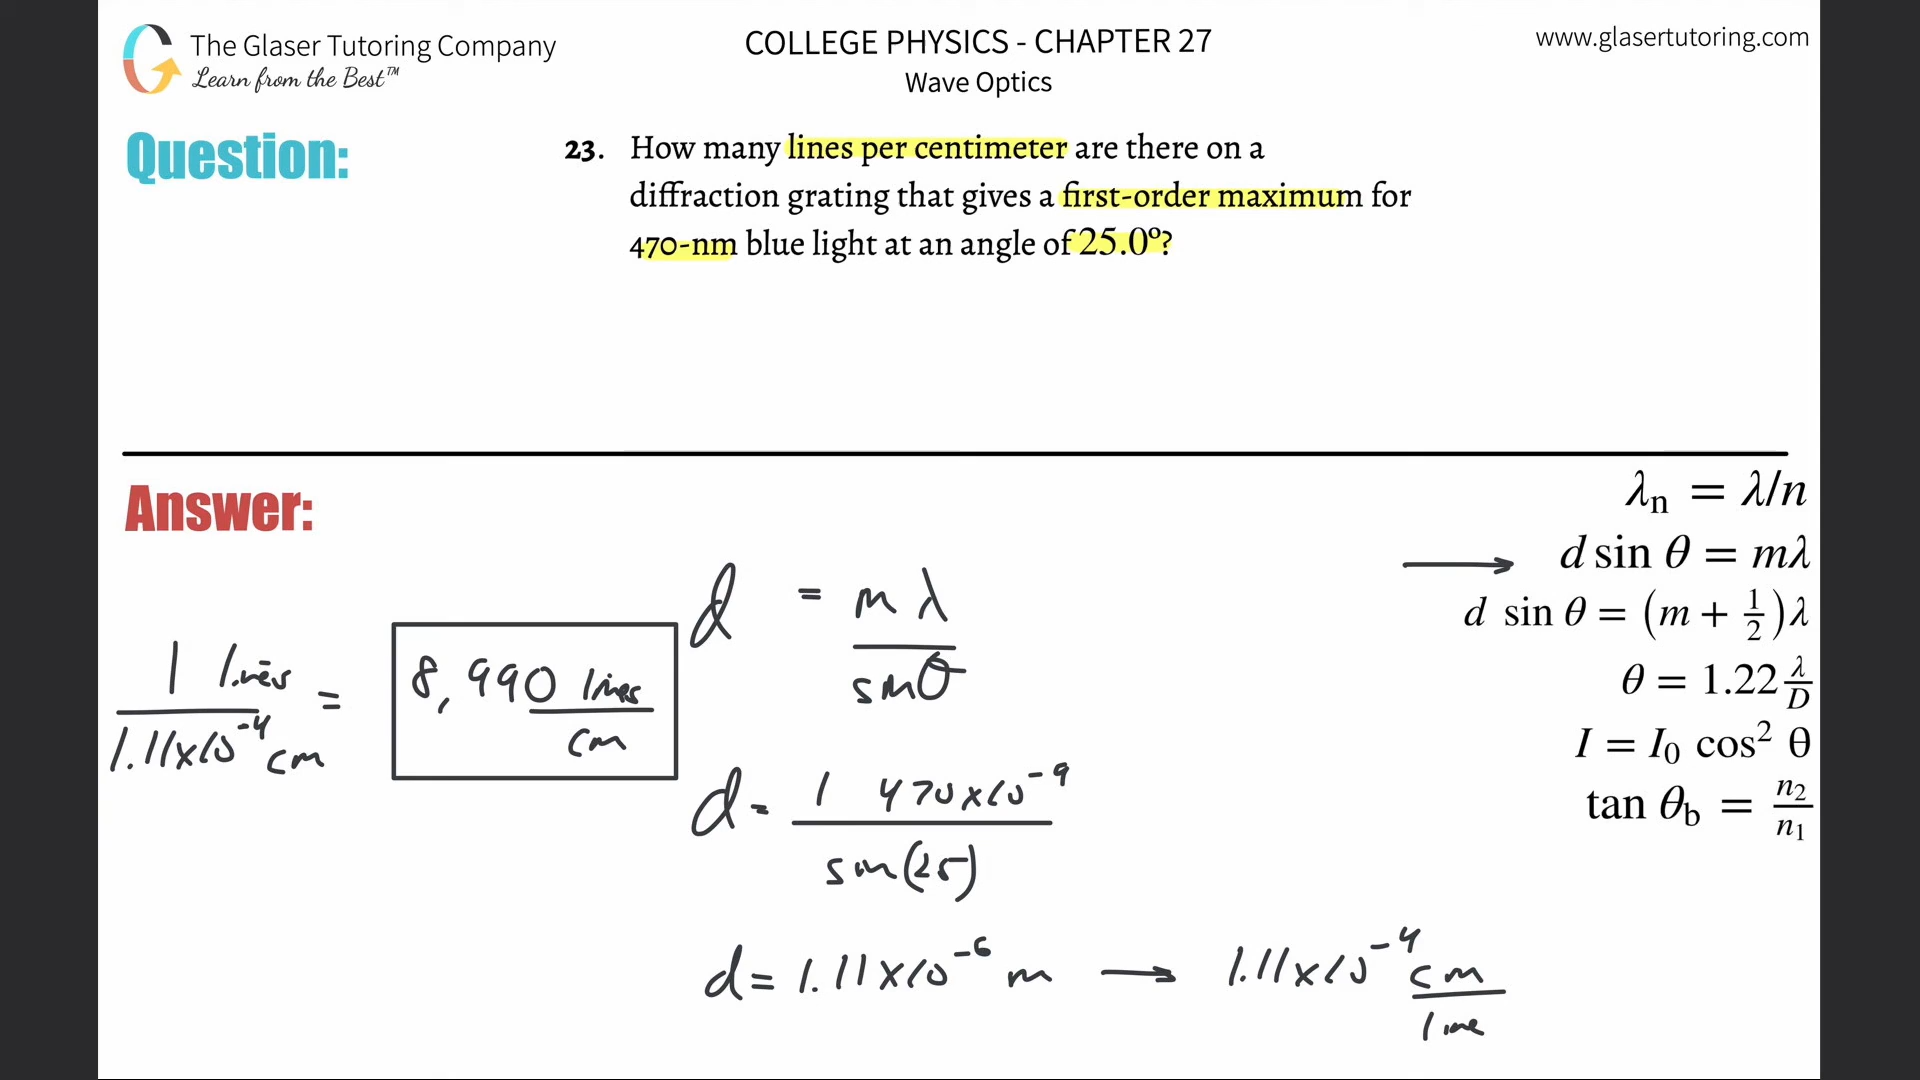 The Glaser Tutoring Company
Learn from the Best™
COLLEGE PHYSICS - CHAPTER 27
Wave Optics
www.glasertutoring.com
Question:
23. How many lines per centimeter are there on a
diffraction grating that gives a first-order maximum for
470-nm blue light at an angle of 25.0º?
Answer:
λn = λ/n
d sin θ = mλ
d sin θ = (m + 1/2)λ
θ = 1.22 λ/D
I = I0 cos² θ
tan θb = n2/n1
d = mλ / sinθ
d = 1 470x10^-9 / sin(25)
d = 1.11x10^-6 m → 1.11x10^-4 cm/line
1 lines / 1.11x10^-4 cm = 8,990 lines/cm